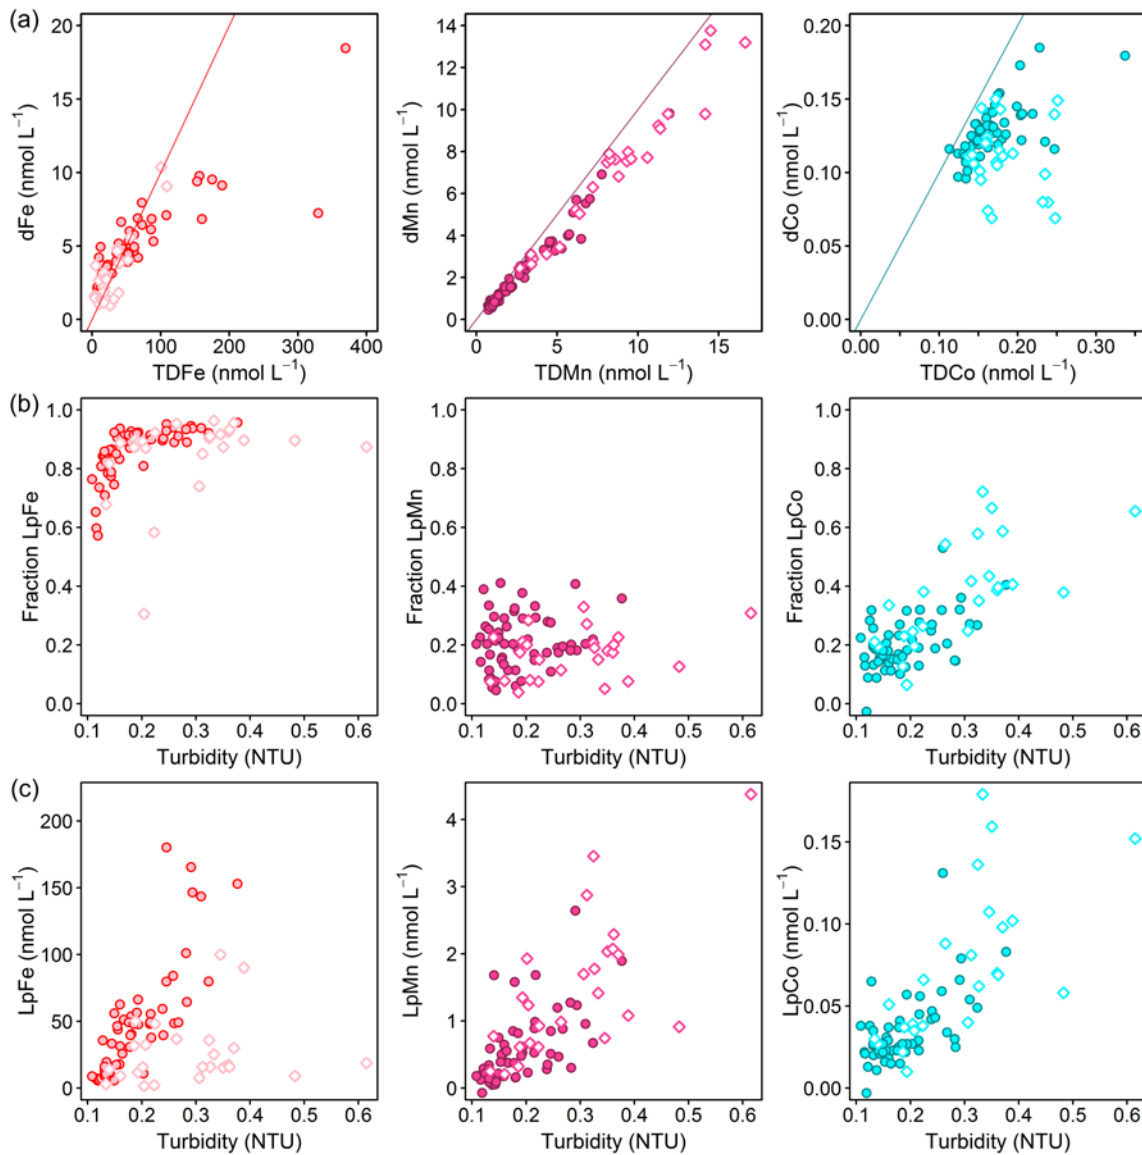 (a)
dFe (nmol L⁻¹)
20
15
10
5
0
0 100 200 300 400
TDFe (nmol L⁻¹)
dMn (nmol L⁻¹)
14
12
10
8
6
4
2
0
0 5 10 15
TDMn (nmol L⁻¹)
dCo (nmol L⁻¹)
0.20
0.15
0.10
0.05
0.00
0.00 0.10 0.20 0.30
TDCo (nmol L⁻¹)
(b)
Fraction LpFe
1.0
0.8
0.6
0.4
0.2
0.0
0.1 0.2 0.3 0.4 0.5 0.6
Turbidity (NTU)
Fraction LpMn
1.0
0.8
0.6
0.4
0.2
0.0
0.1 0.2 0.3 0.4 0.5 0.6
Turbidity (NTU)
Fraction LpCo
1.0
0.8
0.6
0.4
0.2
0.0
0.1 0.2 0.3 0.4 0.5 0.6
Turbidity (NTU)
(c)
LpFe (nmol L⁻¹)
200
150
100
50
0
0.1 0.2 0.3 0.4 0.5 0.6
Turbidity (NTU)
LpMn (nmol L⁻¹)
4
3
2
1
0
0.1 0.2 0.3 0.4 0.5 0.6
Turbidity (NTU)
LpCo (nmol L⁻¹)
0.15
0.10
0.05
0.00
0.1 0.2 0.3 0.4 0.5 0.6
Turbidity (NTU)